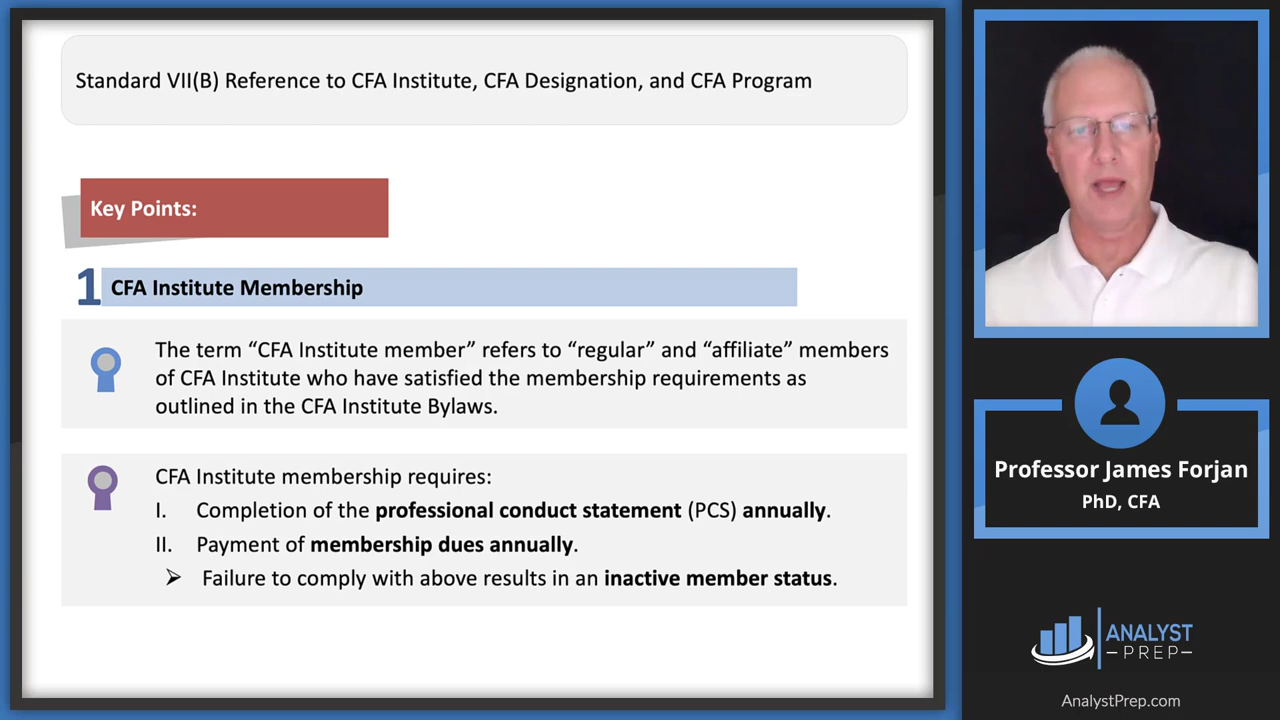 Standard VII(B) Reference to CFA Institute, CFA Designation, and CFA Program
Key Points:
1 CFA Institute Membership
The term “CFA Institute member” refers to “regular” and “affiliate” members
of CFA Institute who have satisfied the membership requirements as
outlined in the CFA Institute Bylaws.
CFA Institute membership requires:
I. Completion of the professional conduct statement (PCS) annually.
II. Payment of membership dues annually.
➢ Failure to comply with above results in an inactive member status.
Professor James Forjan
PhD, CFA
ANALYST
–PREP–
AnalystPrep.com